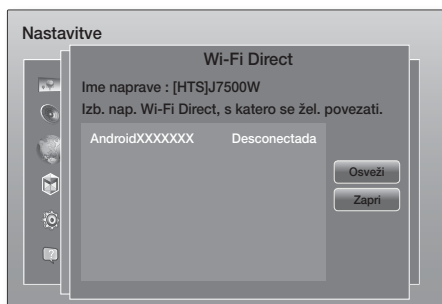 Nastavitve
Wi-Fi Direct
Ime naprave : [HTS]J7500W
Izb. nap. Wi-Fi Direct, s katero se žel. povezati.
AndroidXXXXXXX Desconectada
Osveži
Zapri
?